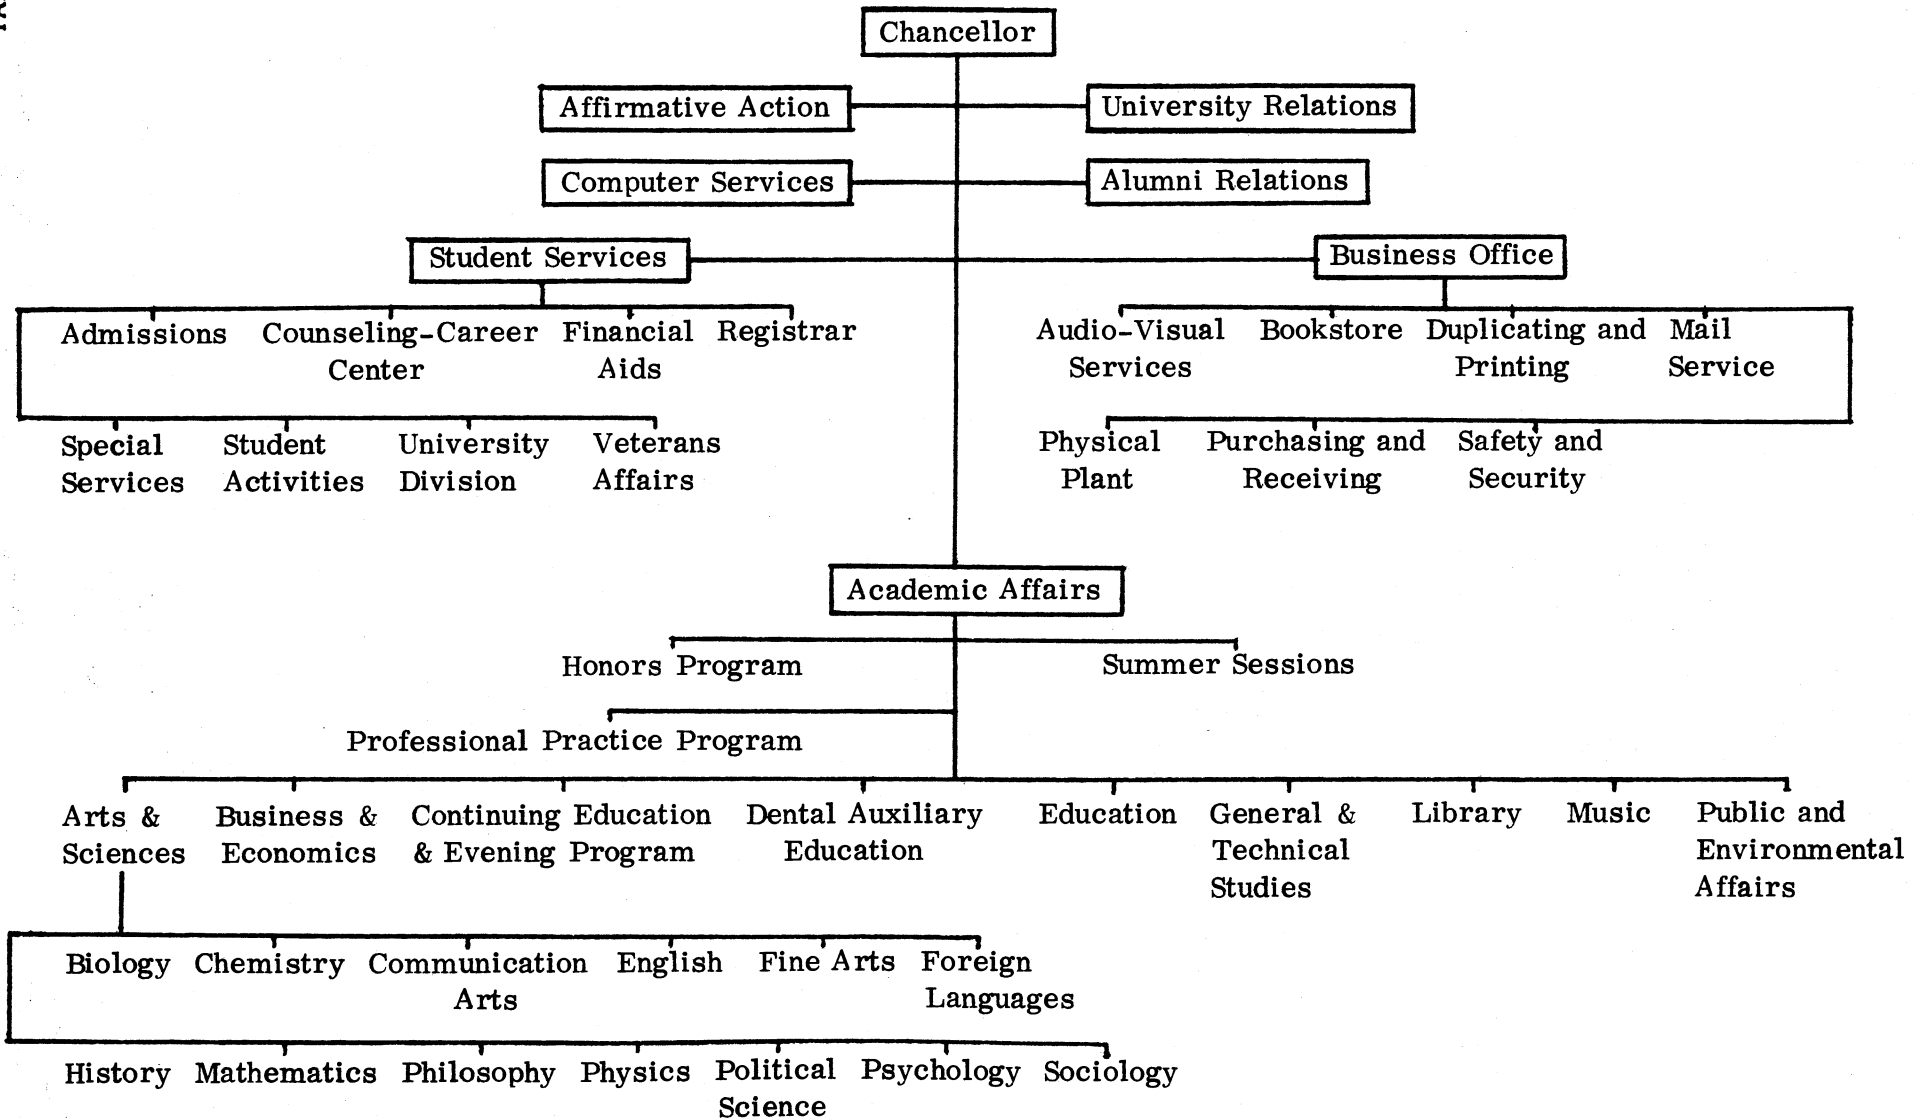 Chancellor
Affirmative Action
University Relations
Computer Services
Alumni Relations
Student Services
Business Office
Admissions
Counseling-Career
Center
Financial
Aids
Registrar
Audio-Visual
Services
Bookstore
Duplicating and
Printing
Mail
Service
Special
Services
Student
Activities
University
Division
Veterans
Affairs
Physical
Plant
Purchasing and
Receiving
Safety and
Security
Academic Affairs
Honors Program
Summer Sessions
Professional Practice Program
Arts &
Sciences
Business &
Economics
Continuing Education
& Evening Program
Dental Auxiliary
Education
Education
General &
Technical
Studies
Library
Music
Public and
Environmental
Affairs
Biology
Chemistry
Communication
Arts
English
Fine Arts
Foreign
Languages
History
Mathematics
Philosophy
Physics
Political
Science
Psychology
Sociology